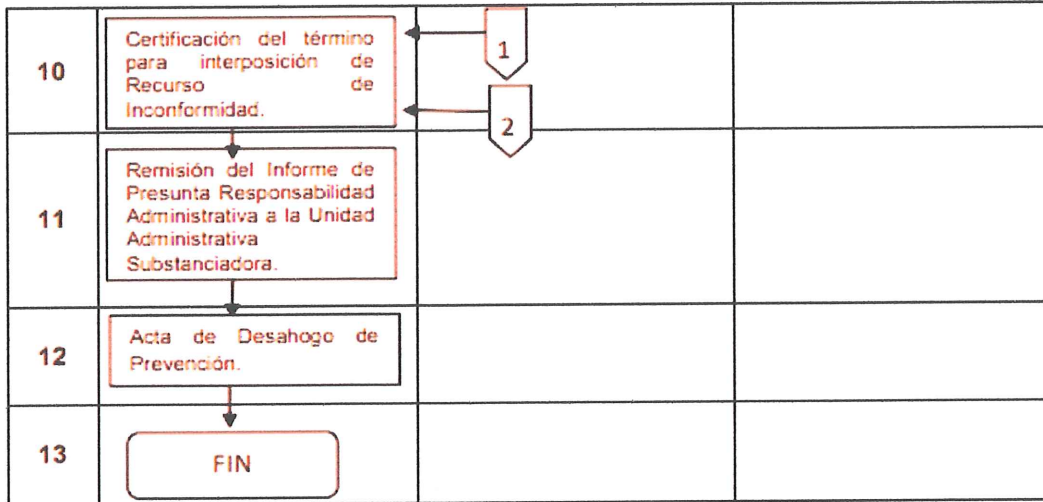 10
Certificación del término
para interposición de
Recurso de
Inconformidad.
1
2
11
Remisión del Informe de
Presunta Responsabilidad
Administrativa a la Unidad
Administrativa
Substanciadora.
12
Acta de Desahogo de
Prevención.
13
FIN